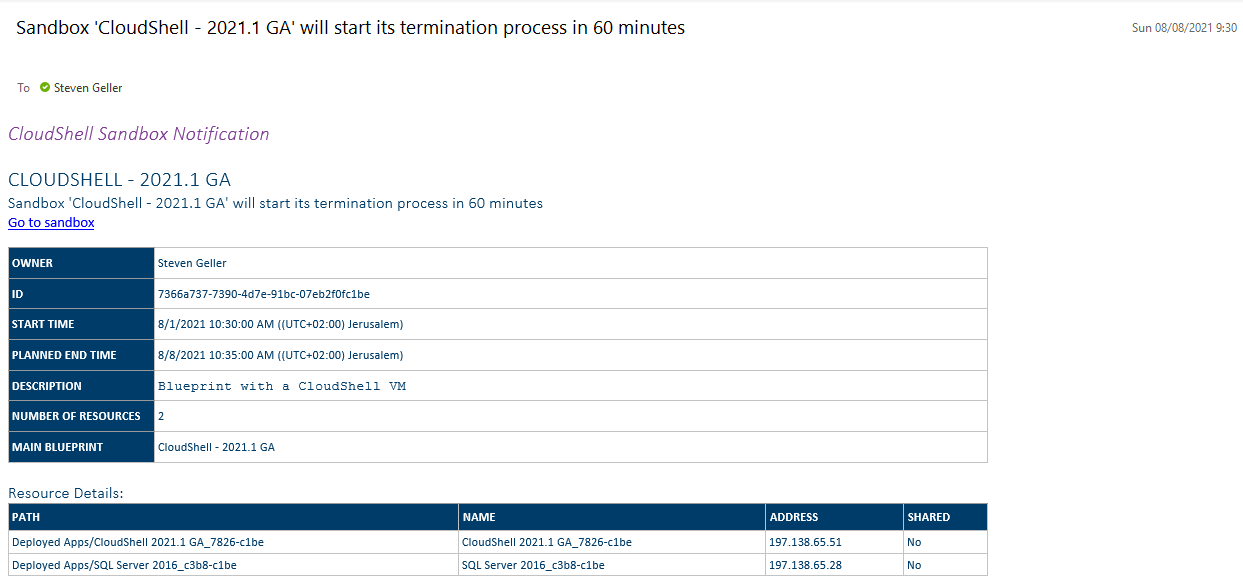 Sandbox 'CloudShell - 2021.1 GA' will start its termination process in 60 minutes
Sun 08/08/2021 9:30
To Steven Geller
CloudShell Sandbox Notification
CLOUDSHELL - 2021.1 GA
Sandbox 'CloudShell - 2021.1 GA' will start its termination process in 60 minutes
Go to sandbox
OWNER Steven Geller
ID 7366a737-7390-4d7e-91bc-07eb2f0fc1be
START TIME 8/1/2021 10:30:00 AM ((UTC+02:00) Jerusalem)
PLANNED END TIME 8/8/2021 10:35:00 AM ((UTC+02:00) Jerusalem)
DESCRIPTION Blueprint with a CloudShell VM
NUMBER OF RESOURCES 2
MAIN BLUEPRINT CloudShell - 2021.1 GA
Resource Details:
PATH NAME ADDRESS SHARED
Deployed Apps/CloudShell 2021.1 GA_7826-c1be CloudShell 2021.1 GA_7826-c1be 197.138.65.51 No
Deployed Apps/SQL Server 2016_c3b8-c1be SQL Server 2016_c3b8-c1be 197.138.65.28 No